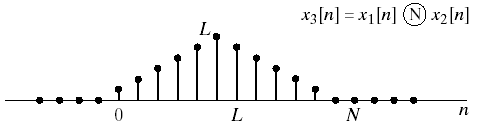 x₃[n] = x₁[n] Ⓝ x₂[n]
L
0 L N n